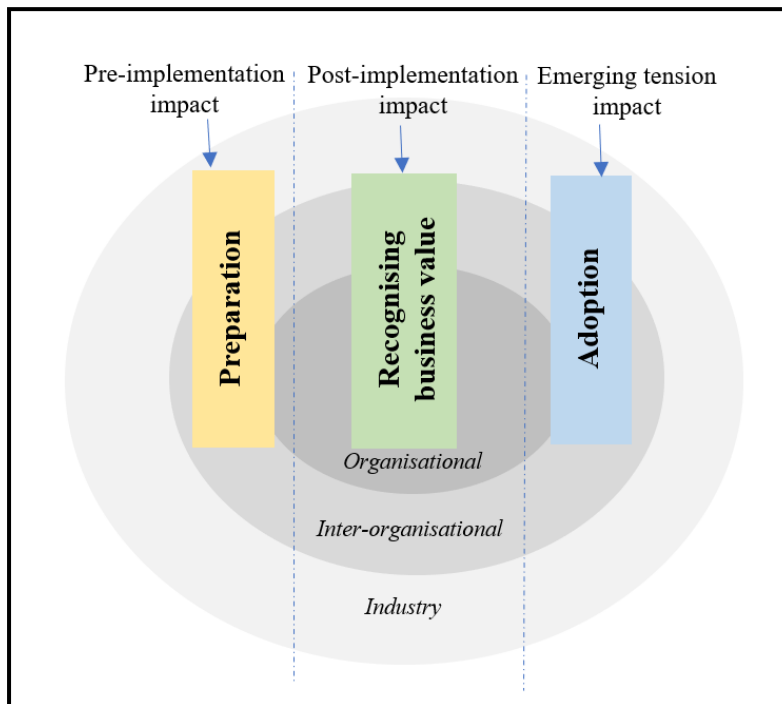 Pre-implementation
impact
Post-implementation
impact
Emerging tension
impact
Preparation
Recognising
business value
Adoption
Organisational
Inter-organisational
Industry